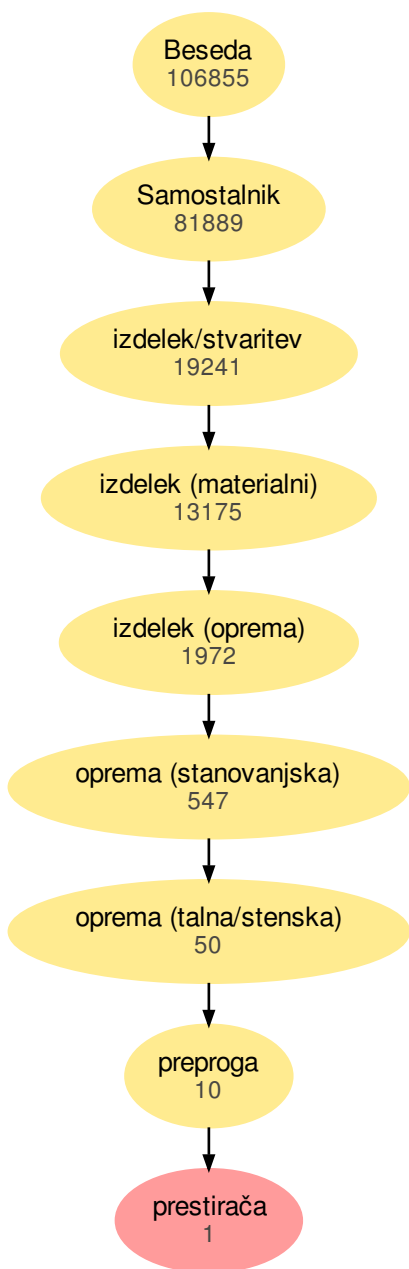 Beseda
106855
Samostalnik
81889
izdelek/stvaritev
19241
izdelek (materialni)
13175
izdelek (oprema)
1972
oprema (stanovanjska)
547
oprema (talna/stenska)
50
preproga
10
prestirača
1